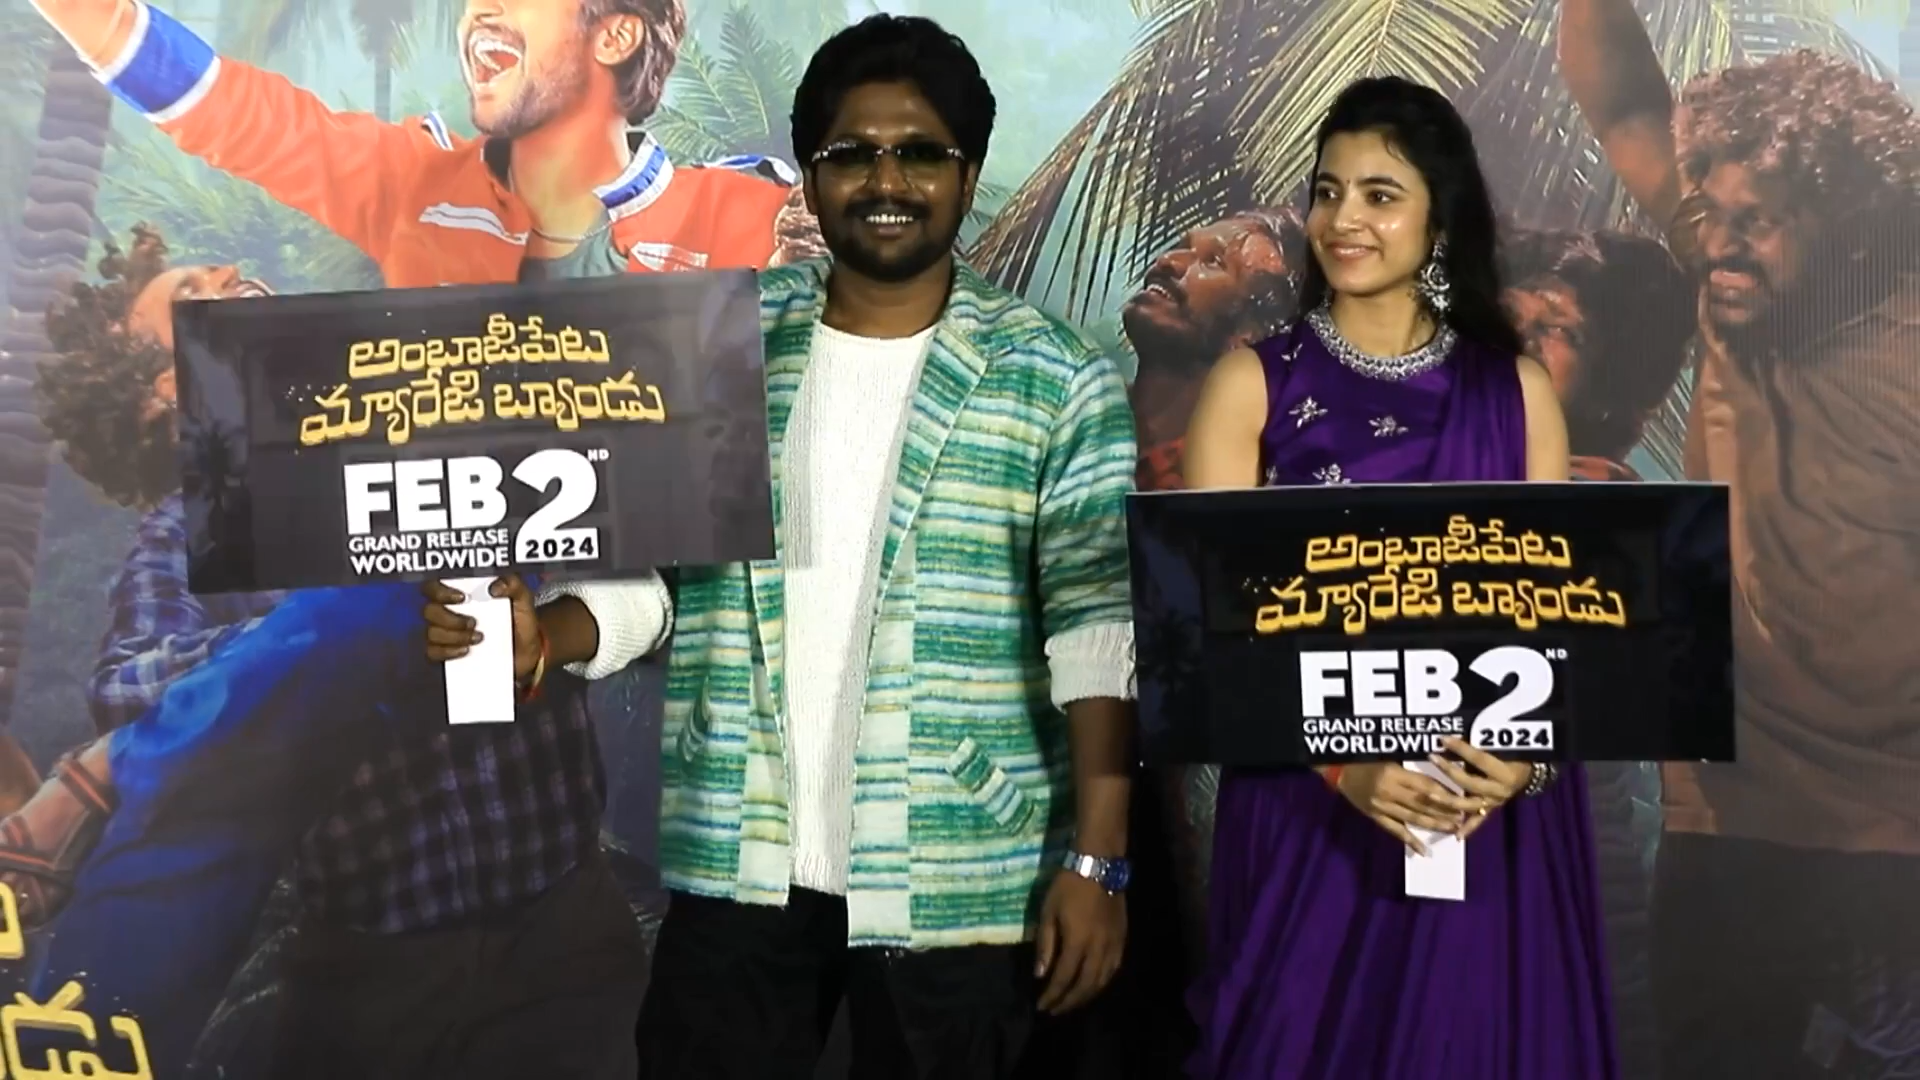 అంబాజీపేట
మ్యారేజి బ్యాండు
FEB 2ND
GRAND RELEASE
WORLDWIDE 2024
అంబాజీపేట
మ్యారేజి బ్యాండు
FEB 2ND
GRAND RELEASE
WORLDWIDE 2024